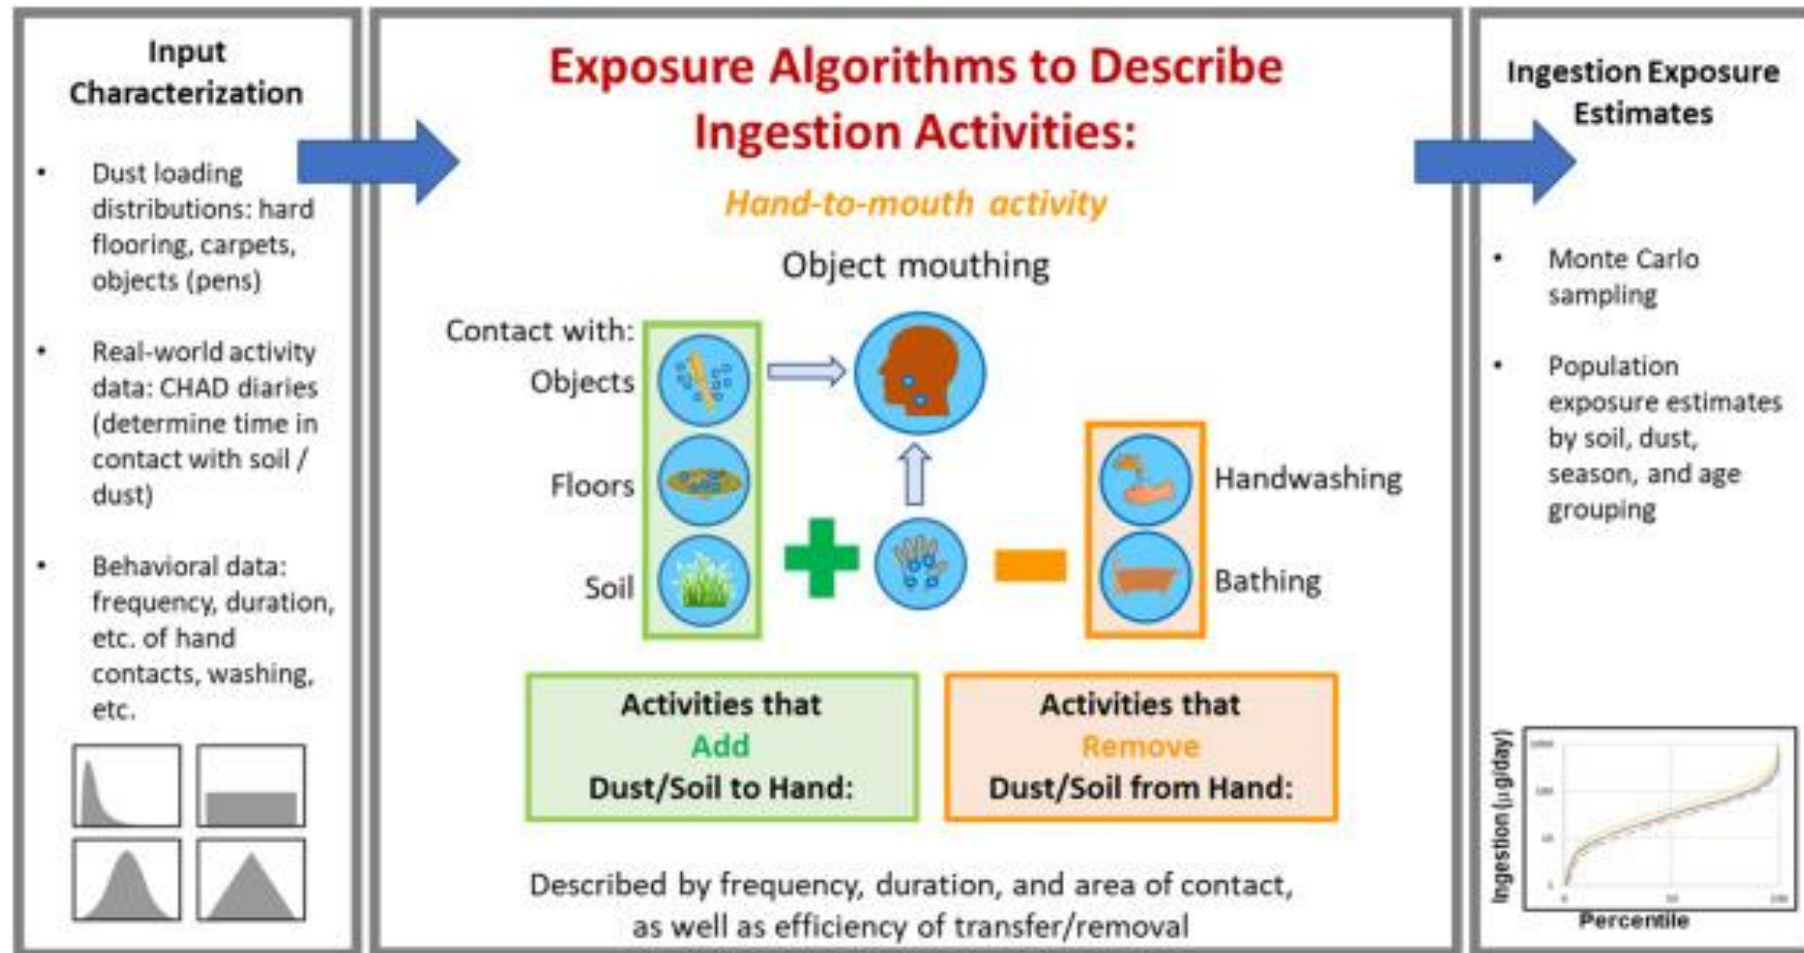 Input
Characterization
• Dust loading
distributions: hard
flooring, carpets,
objects (pens)
• Real-world activity
data: CHAD diaries
(determine time in
contact with soil /
dust)
• Behavioral data:
frequency, duration,
etc. of hand
contacts, washing,
etc.
Exposure Algorithms to Describe
Ingestion Activities:
Hand-to-mouth activity
Object mouthing
Contact with:
Objects
Floors
Soil
Handwashing
Bathing
Activities that
Add
Dust/Soil to Hand:
Activities that
Remove
Dust/Soil from Hand:
Described by frequency, duration, and area of contact,
as well as efficiency of transfer/removal
Ingestion Exposure
Estimates
• Monte Carlo
sampling
• Population
exposure estimates
by soil, dust,
season, and age
grouping
Ingestion (µg/day)
0
50
100
Percentile